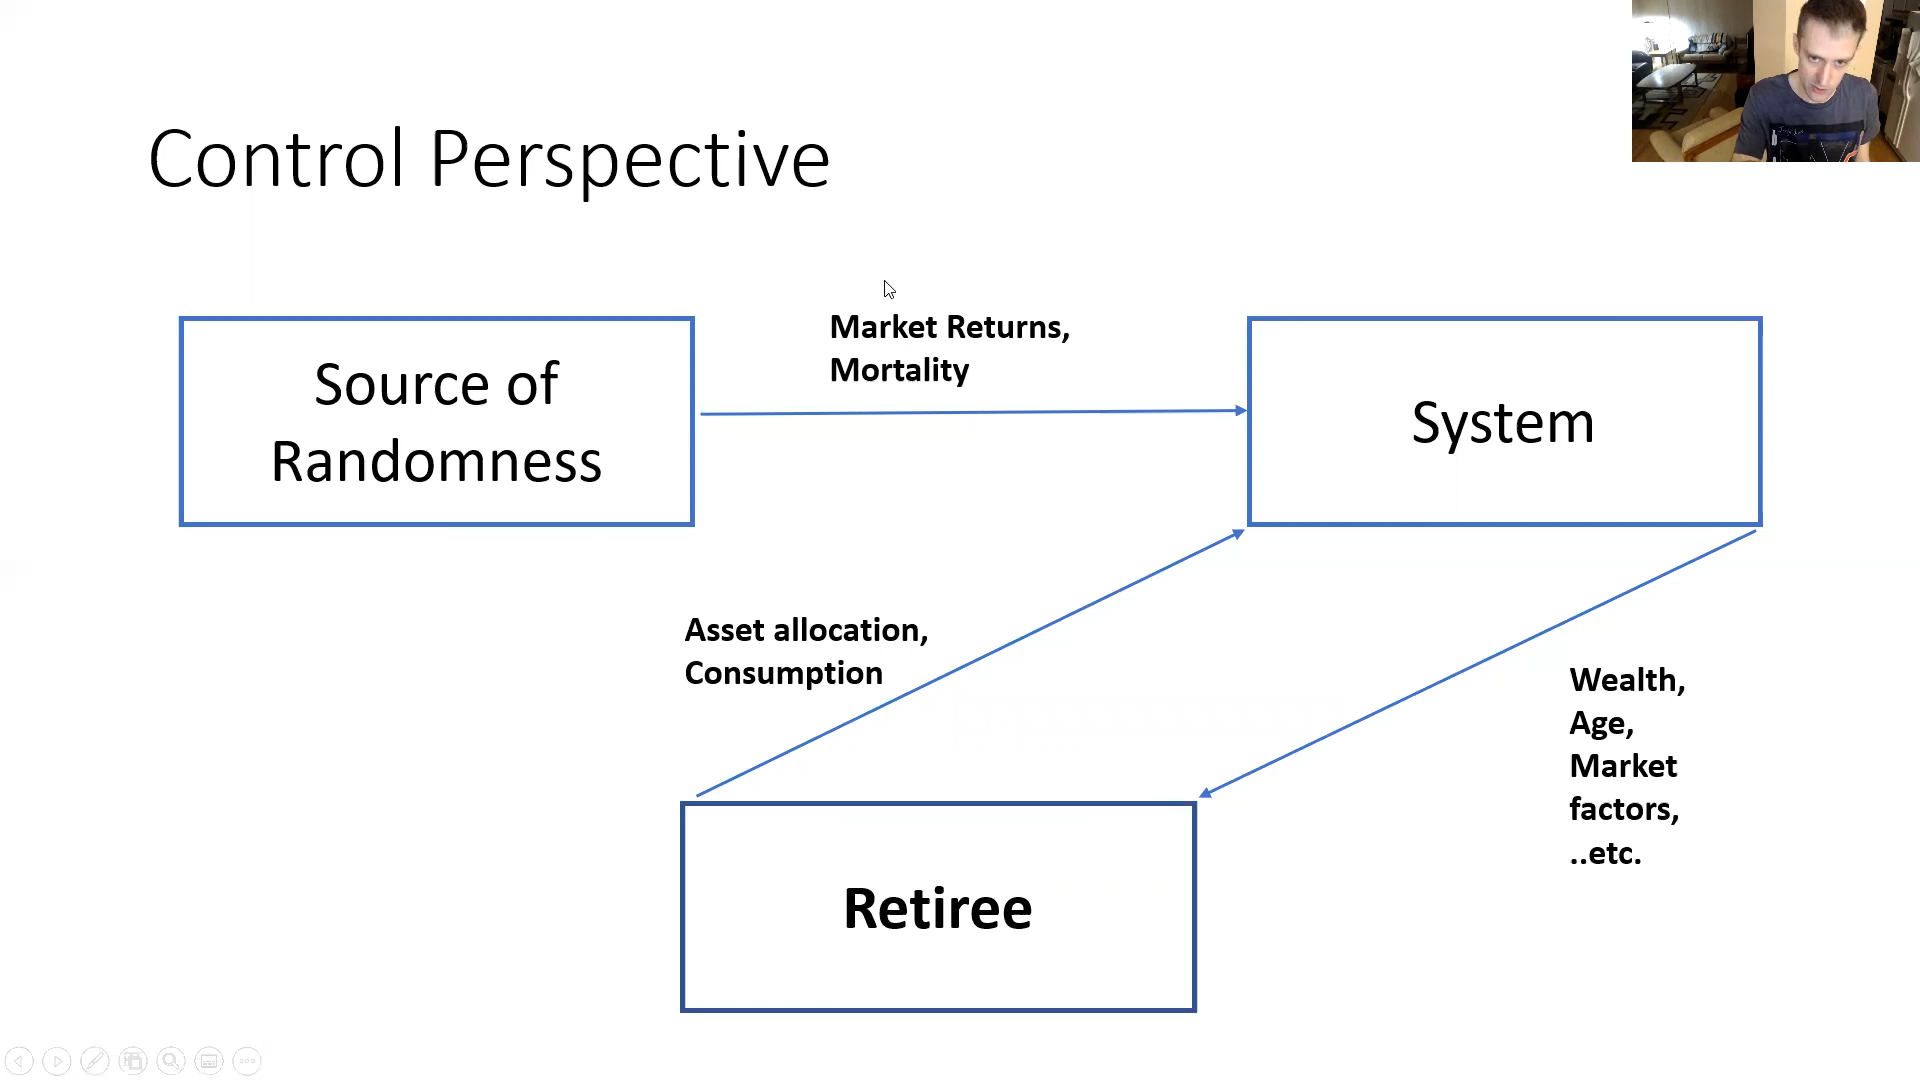 Control Perspective
Market Returns,
Mortality
Source of
Randomness
System
Asset allocation,
Consumption
Wealth,
Age,
Market
factors,
..etc.
Retiree